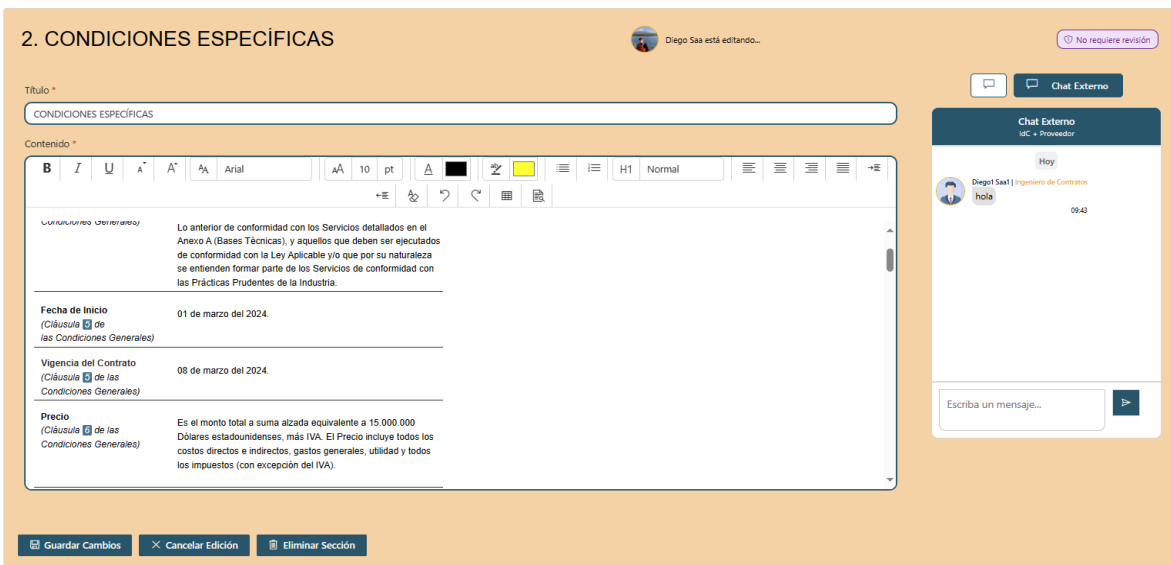 2. CONDICIONES ESPECÍFICAS
Diego Saa está editando...
No requiere revisión
Título *
CONDICIONES ESPECÍFICAS
Contenido *
B I U A A AA Arial AA 10 pt A ab H1 Normal
Condiciones Generales)
Lo anterior de conformidad con los Servicios detallados en el
Anexo A (Bases Técnicas), y aquellos que deben ser ejecutados
de conformidad con la Ley Aplicable y/o que por su naturaleza
se entienden formar parte de los Servicios de conformidad con
las Prácticas Prudentes de la Industria.
Fecha de Inicio
(Cláusula 5 de
las Condiciones Generales)
01 de marzo del 2024.
Vigencia del Contrato
(Cláusula 5 de las
Condiciones Generales)
08 de marzo del 2024.
Precio
(Cláusula 6 de las
Condiciones Generales)
Es el monto total a suma alzada equivalente a 15.000.000
Dólares estadounidenses, más IVA. El Precio incluye todos los
costos directos e indirectos, gastos generales, utilidad y todos
los impuestos (con excepción del IVA).
Guardar Cambios
Cancelar Edición
Eliminar Sección
Chat Externo
Chat Externo
IdC + Proveedor
Hoy
Diego1 Saa1 | Ingeniero de Contratos
hola
09:43
Escriba un mensaje...